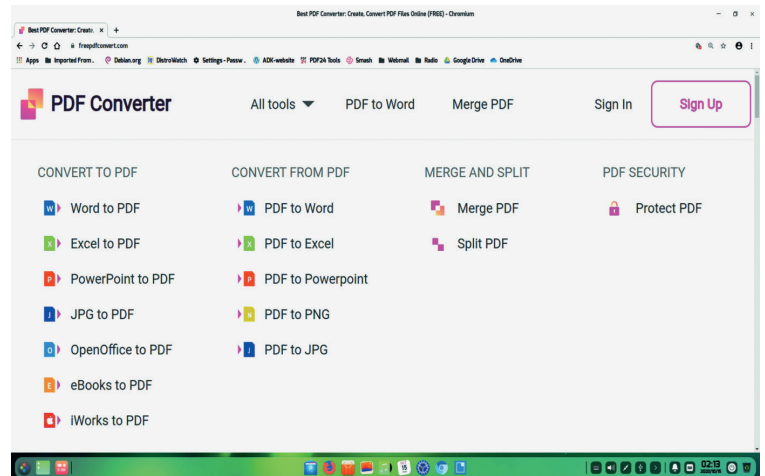 Best PDF Converter: Create, Convert PDF Files Online (FREE) - Chromium
Best PDF Converter: Create, × +
freepdfconvert.com
Apps Imported From.. Debian.org DistroWatch Settings - Passw.. ADK-website PDF24 Tools Smash Webmail Radio Google Drive OneDrive
PDF Converter All tools PDF to Word Merge PDF Sign In Sign Up
CONVERT TO PDF CONVERT FROM PDF MERGE AND SPLIT PDF SECURITY
Word to PDF PDF to Word Merge PDF Protect PDF
Excel to PDF PDF to Excel Split PDF
PowerPoint to PDF PDF to Powerpoint
JPG to PDF PDF to PNG
OpenOffice to PDF PDF to JPG
eBooks to PDF
iWorks to PDF
02:13